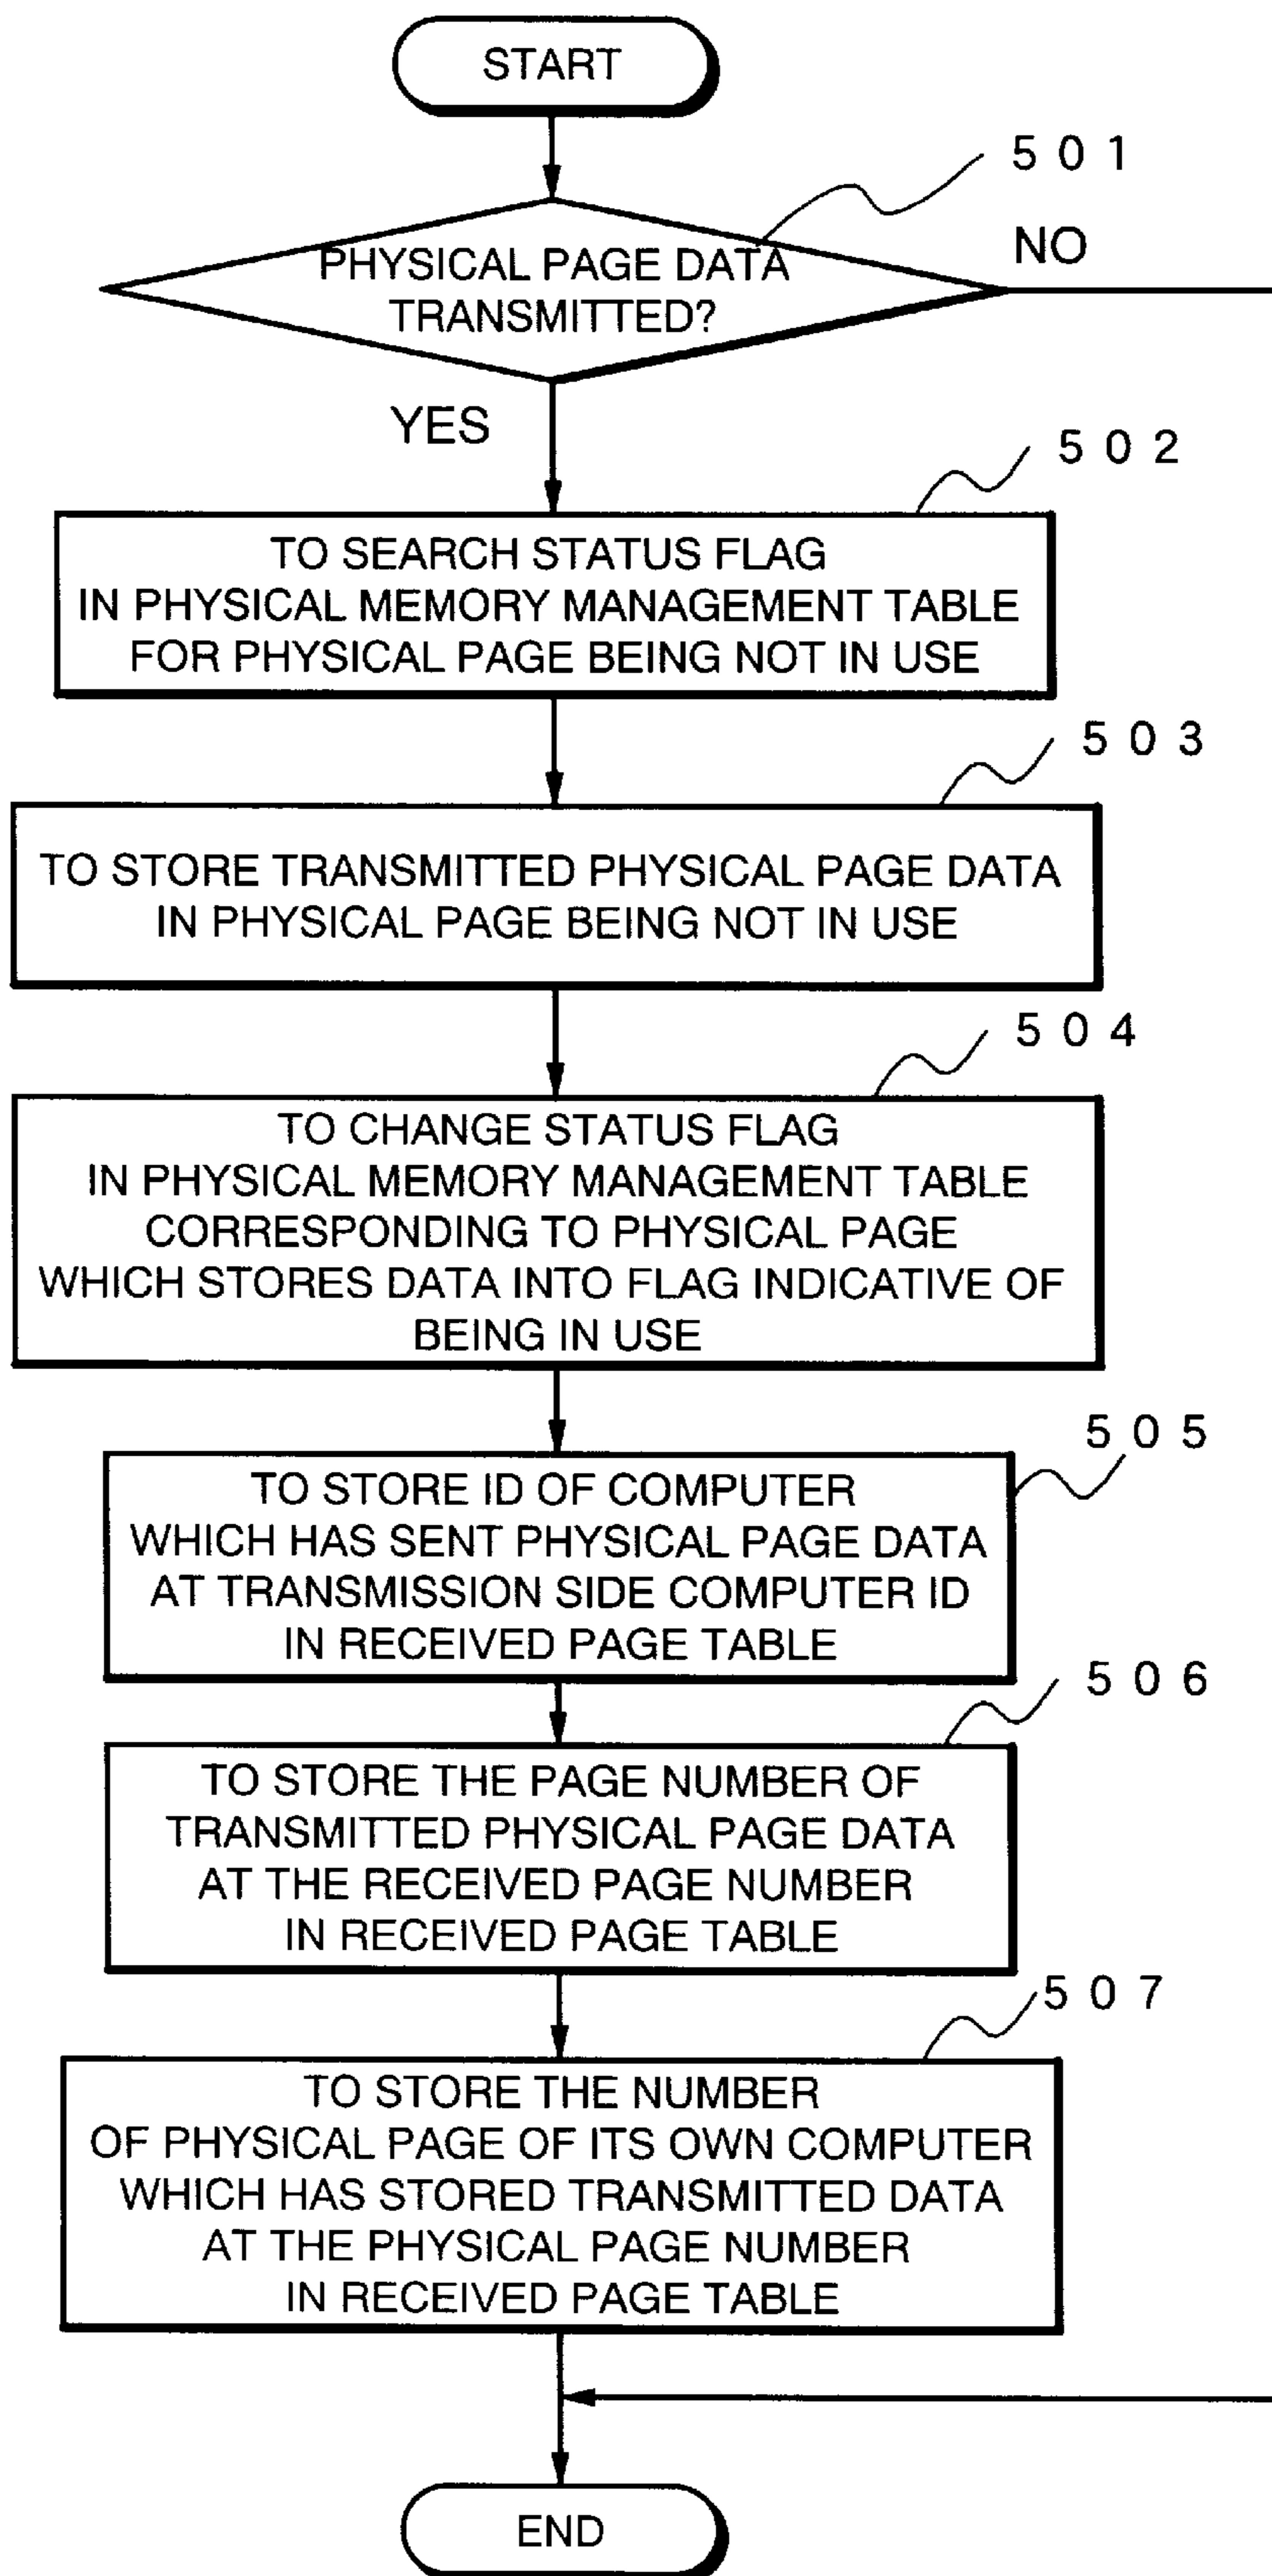 START
501
PHYSICAL PAGE DATA
TRANSMITTED?
NO
YES
502
TO SEARCH STATUS FLAG
IN PHYSICAL MEMORY MANAGEMENT TABLE
FOR PHYSICAL PAGE BEING NOT IN USE
503
TO STORE TRANSMITTED PHYSICAL PAGE DATA
IN PHYSICAL PAGE BEING NOT IN USE
504
TO CHANGE STATUS FLAG
IN PHYSICAL MEMORY MANAGEMENT TABLE
CORRESPONDING TO PHYSICAL PAGE
WHICH STORES DATA INTO FLAG INDICATIVE OF
BEING IN USE
505
TO STORE ID OF COMPUTER
WHICH HAS SENT PHYSICAL PAGE DATA
AT TRANSMISSION SIDE COMPUTER ID
IN RECEIVED PAGE TABLE
506
TO STORE THE PAGE NUMBER OF
TRANSMITTED PHYSICAL PAGE DATA
AT THE RECEIVED PAGE NUMBER
IN RECEIVED PAGE TABLE
507
TO STORE THE NUMBER
OF PHYSICAL PAGE OF ITS OWN COMPUTER
WHICH HAS STORED TRANSMITTED DATA
AT THE PHYSICAL PAGE NUMBER
IN RECEIVED PAGE TABLE
END